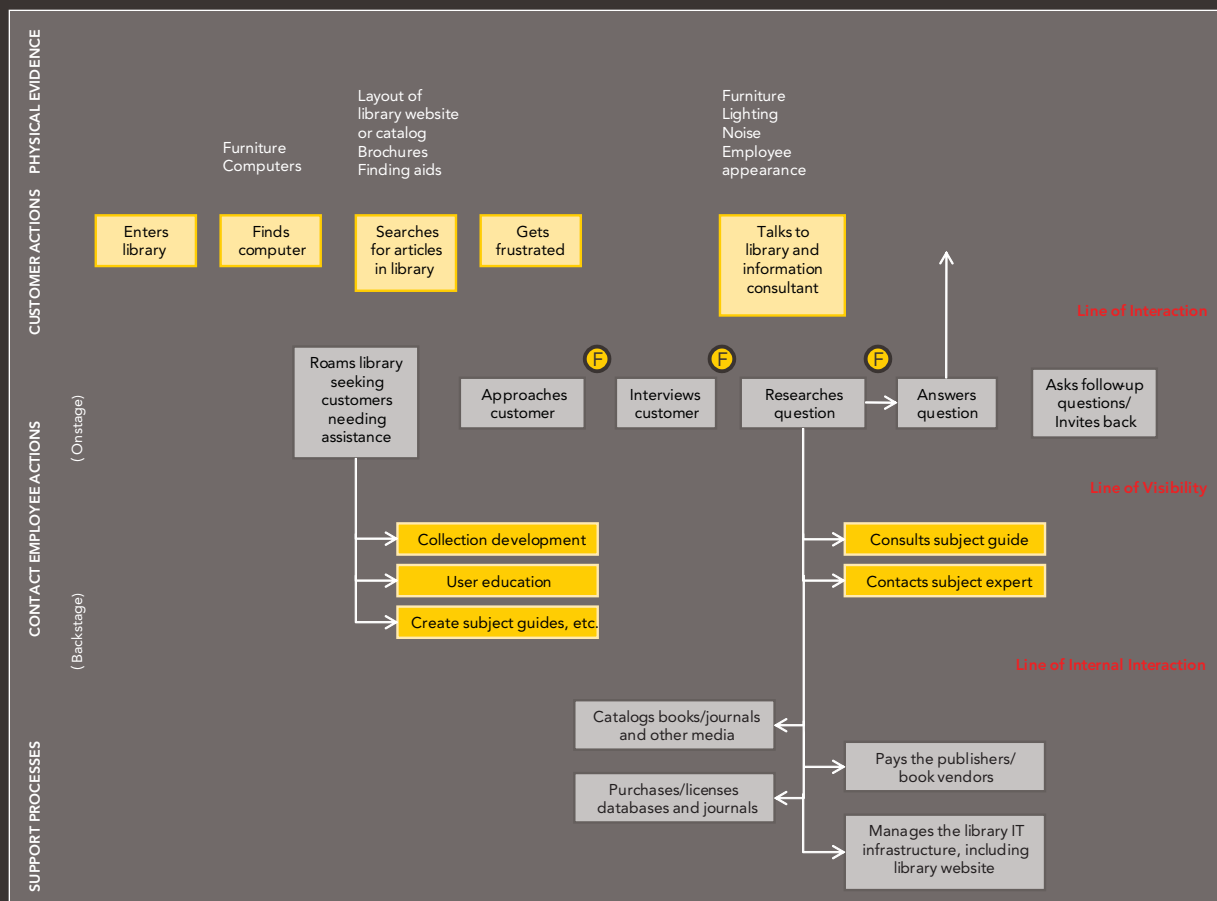 PHYSICAL EVIDENCE
Furniture
Computers
Layout of
library website
or catalog
Brochures
Finding aids
Furniture
Lighting
Noise
Employee
appearance
CUSTOMER ACTIONS
Enters
library
Finds
computer
Searches
for articles
in library
Gets
frustrated
Talks to
library and
information
consultant
Line of Interaction
CONTACT EMPLOYEE ACTIONS
(Onstage)
Roams library
seeking
customers
needing
assistance
F
Approaches
customer
F
Interviews
customer
F
Researches
question
Answers
question
Asks follow-up
questions/
Invites back
Line of Visibility
(Backstage)
Collection development
User education
Create subject guides, etc.
Consults subject guide
Contacts subject expert
Line of Internal Interaction
SUPPORT PROCESSES
Catalogs books/journals
and other media
Pays the publishers/
book vendors
Purchases/licenses
databases and journals
Manages the library IT
infrastructure, including
library website